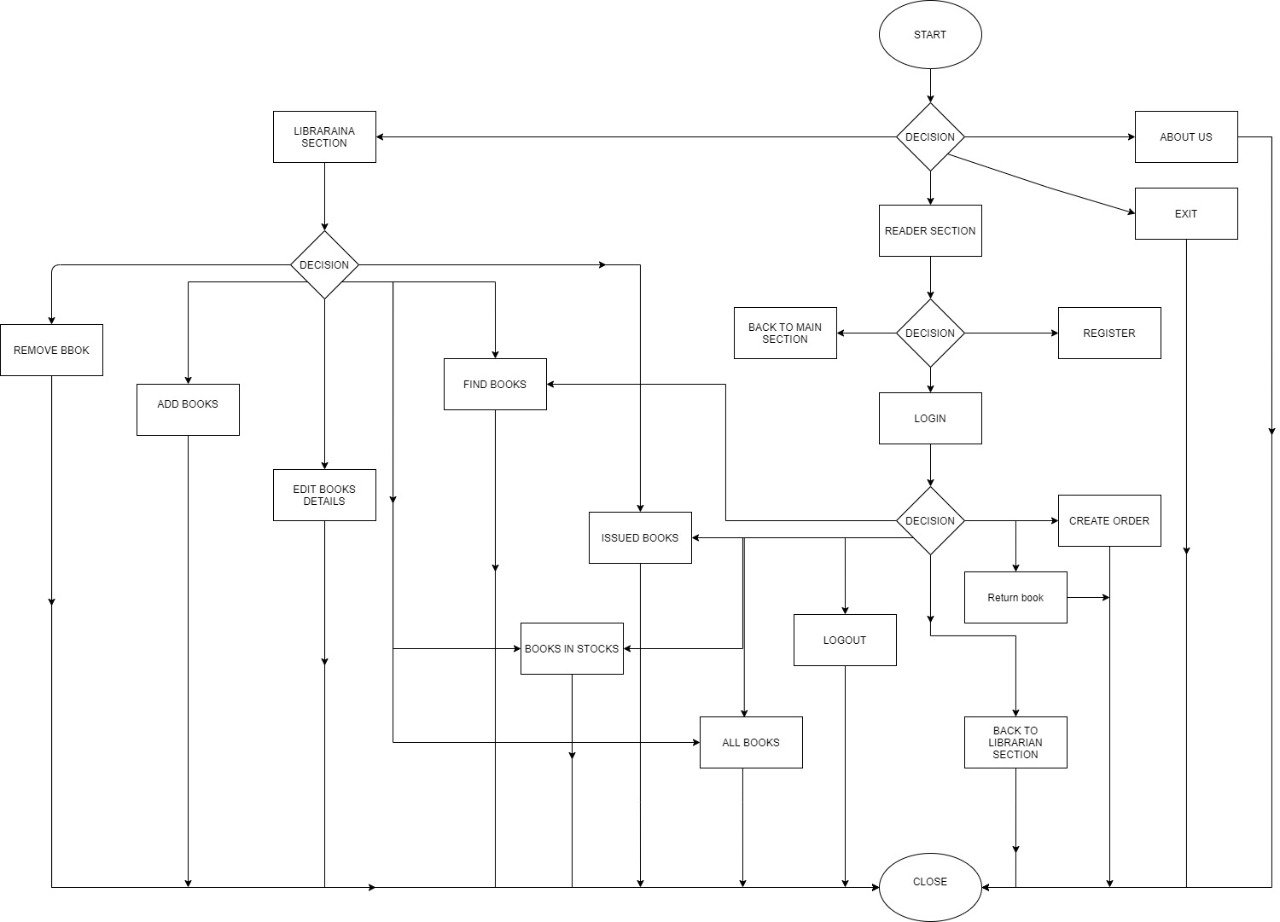 START
LIBRARAINA
SECTION
DECISION
ABOUT US
EXIT
READER SECTION
DECISION
BACK TO MAIN
SECTION
DECISION
REGISTER
REMOVE BBOK
ADD BOOKS
FIND BOOKS
LOGIN
EDIT BOOKS
DETAILS
ISSUED BOOKS
DECISION
CREATE ORDER
Return book
BOOKS IN STOCKS
LOGOUT
ALL BOOKS
BACK TO
LIBRARIAN
SECTION
CLOSE